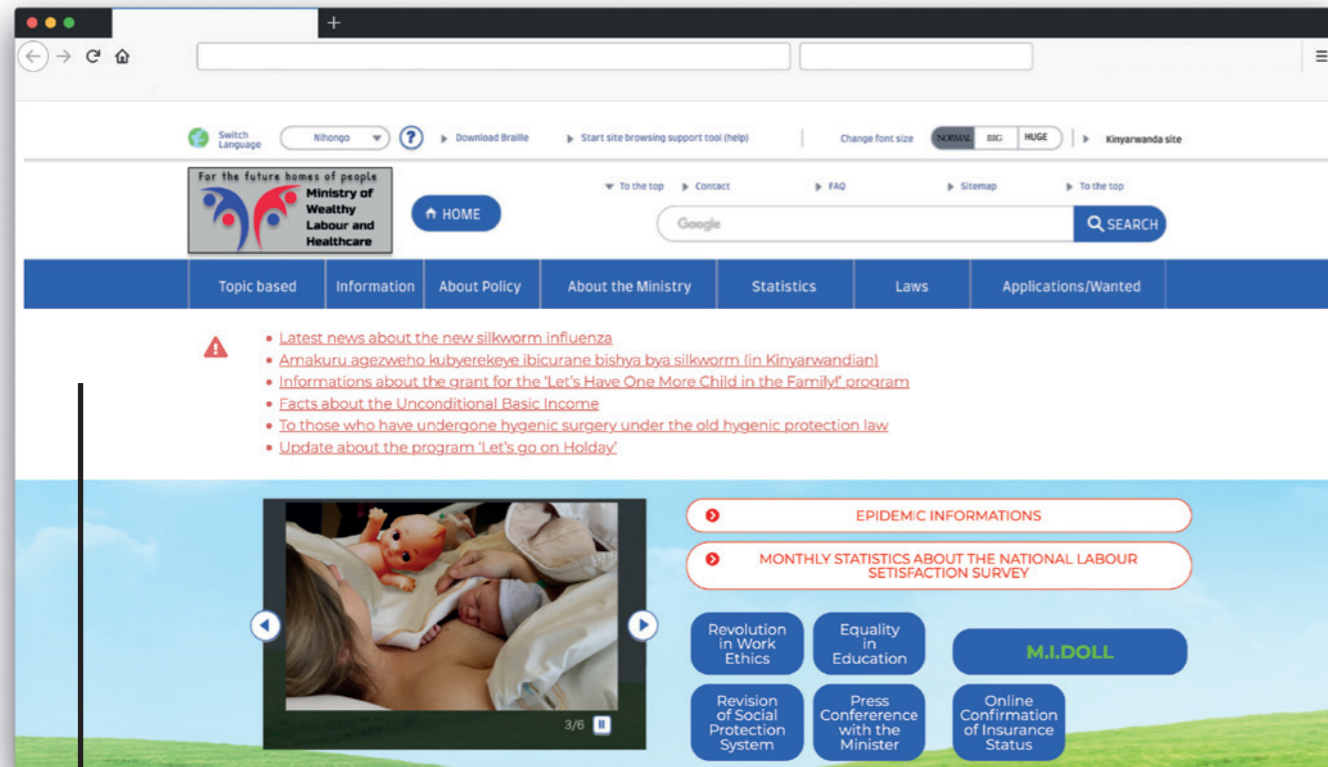 Switch
Language
Nihongo
?
Download Braille
Start site browsing support tool (help)
Change font size
NORMAL
BIG
HUGE
Kinyarwanda site
For the future homes of people
Ministry of
Wealthy
Labour and
Healthcare
HOME
To the top
Contact
FAQ
Sitemap
To the top
Google
SEARCH
Topic based
Information
About Policy
About the Ministry
Statistics
Laws
Applications/Wanted
Latest news about the new silkworm influenza
Amakuru agezweho kubyerekeye ibicurane bishya bya silkworm (in Kinyarwandian)
Informations about the grant for the 'Let's Have One More Child in the Family!' program
Facts about the Unconditional Basic Income
To those who have undergone hygenic surgery under the old hygenic protection law
Update about the program 'Let's go on Holday'
EPIDEMIC INFORMATIONS
MONTHLY STATISTICS ABOUT THE NATIONAL LABOUR
SETISFACTION SURVEY
Revolution
in Work
Ethics
Equality
in
Education
M.I.DOLL
Revision
of Social
Protection
System
Press
Confererence
with the
Minister
Online
Confirmation
of Insurance
Status
3/6